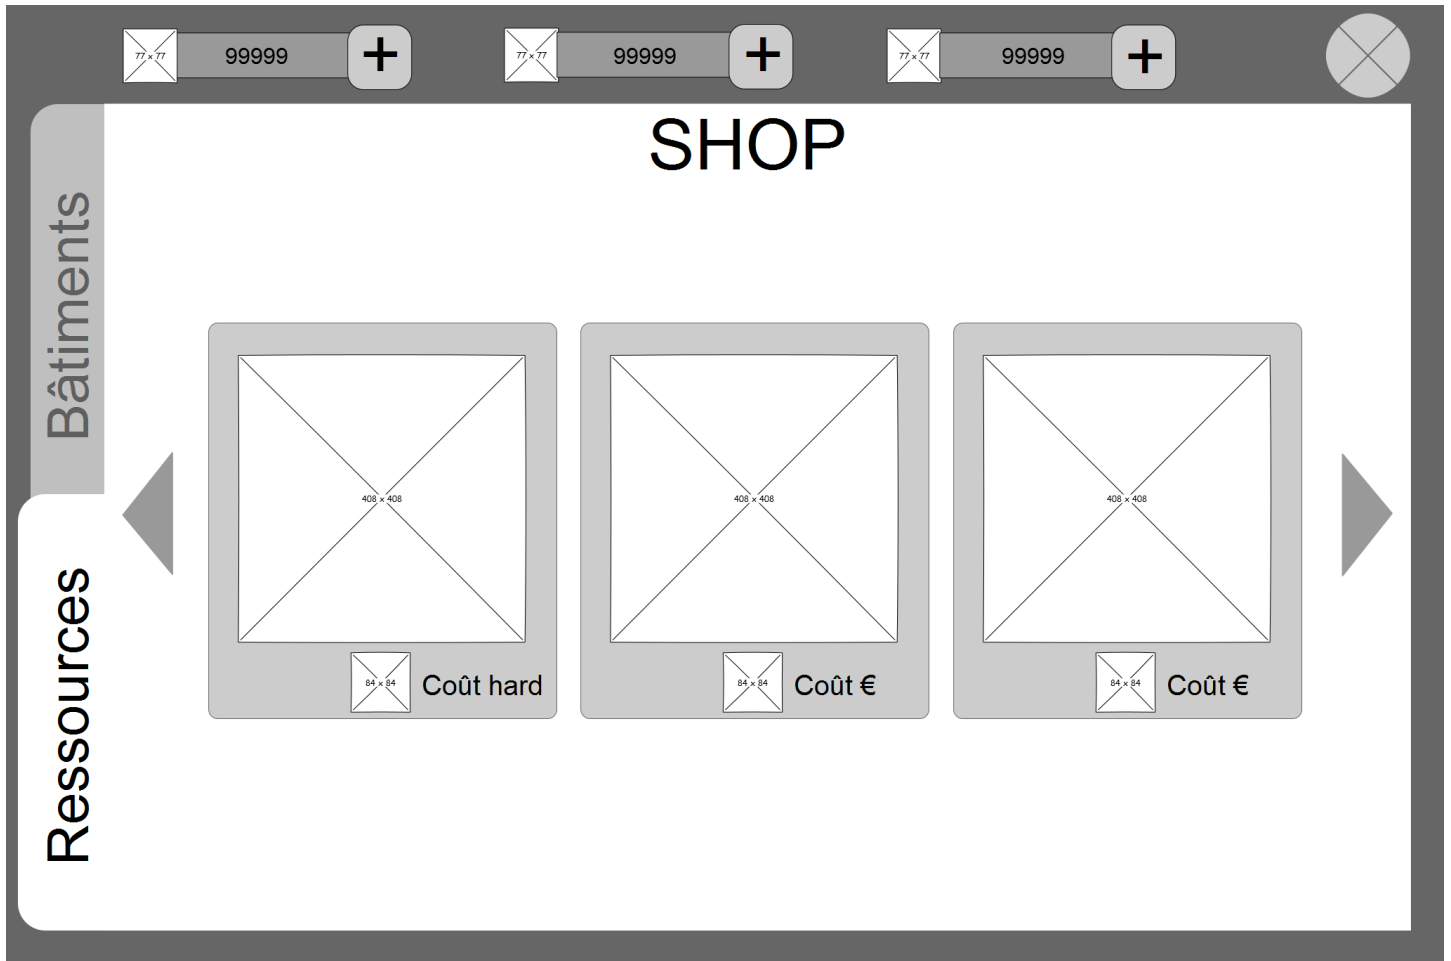 77 × 77
99999
+
77 × 77
99999
+
77 × 77
99999
+
SHOP
Bâtiments
Ressources
408 × 408
408 × 408
408 × 408
84 × 84
Coût hard
84 × 84
Coût €
84 × 84
Coût €